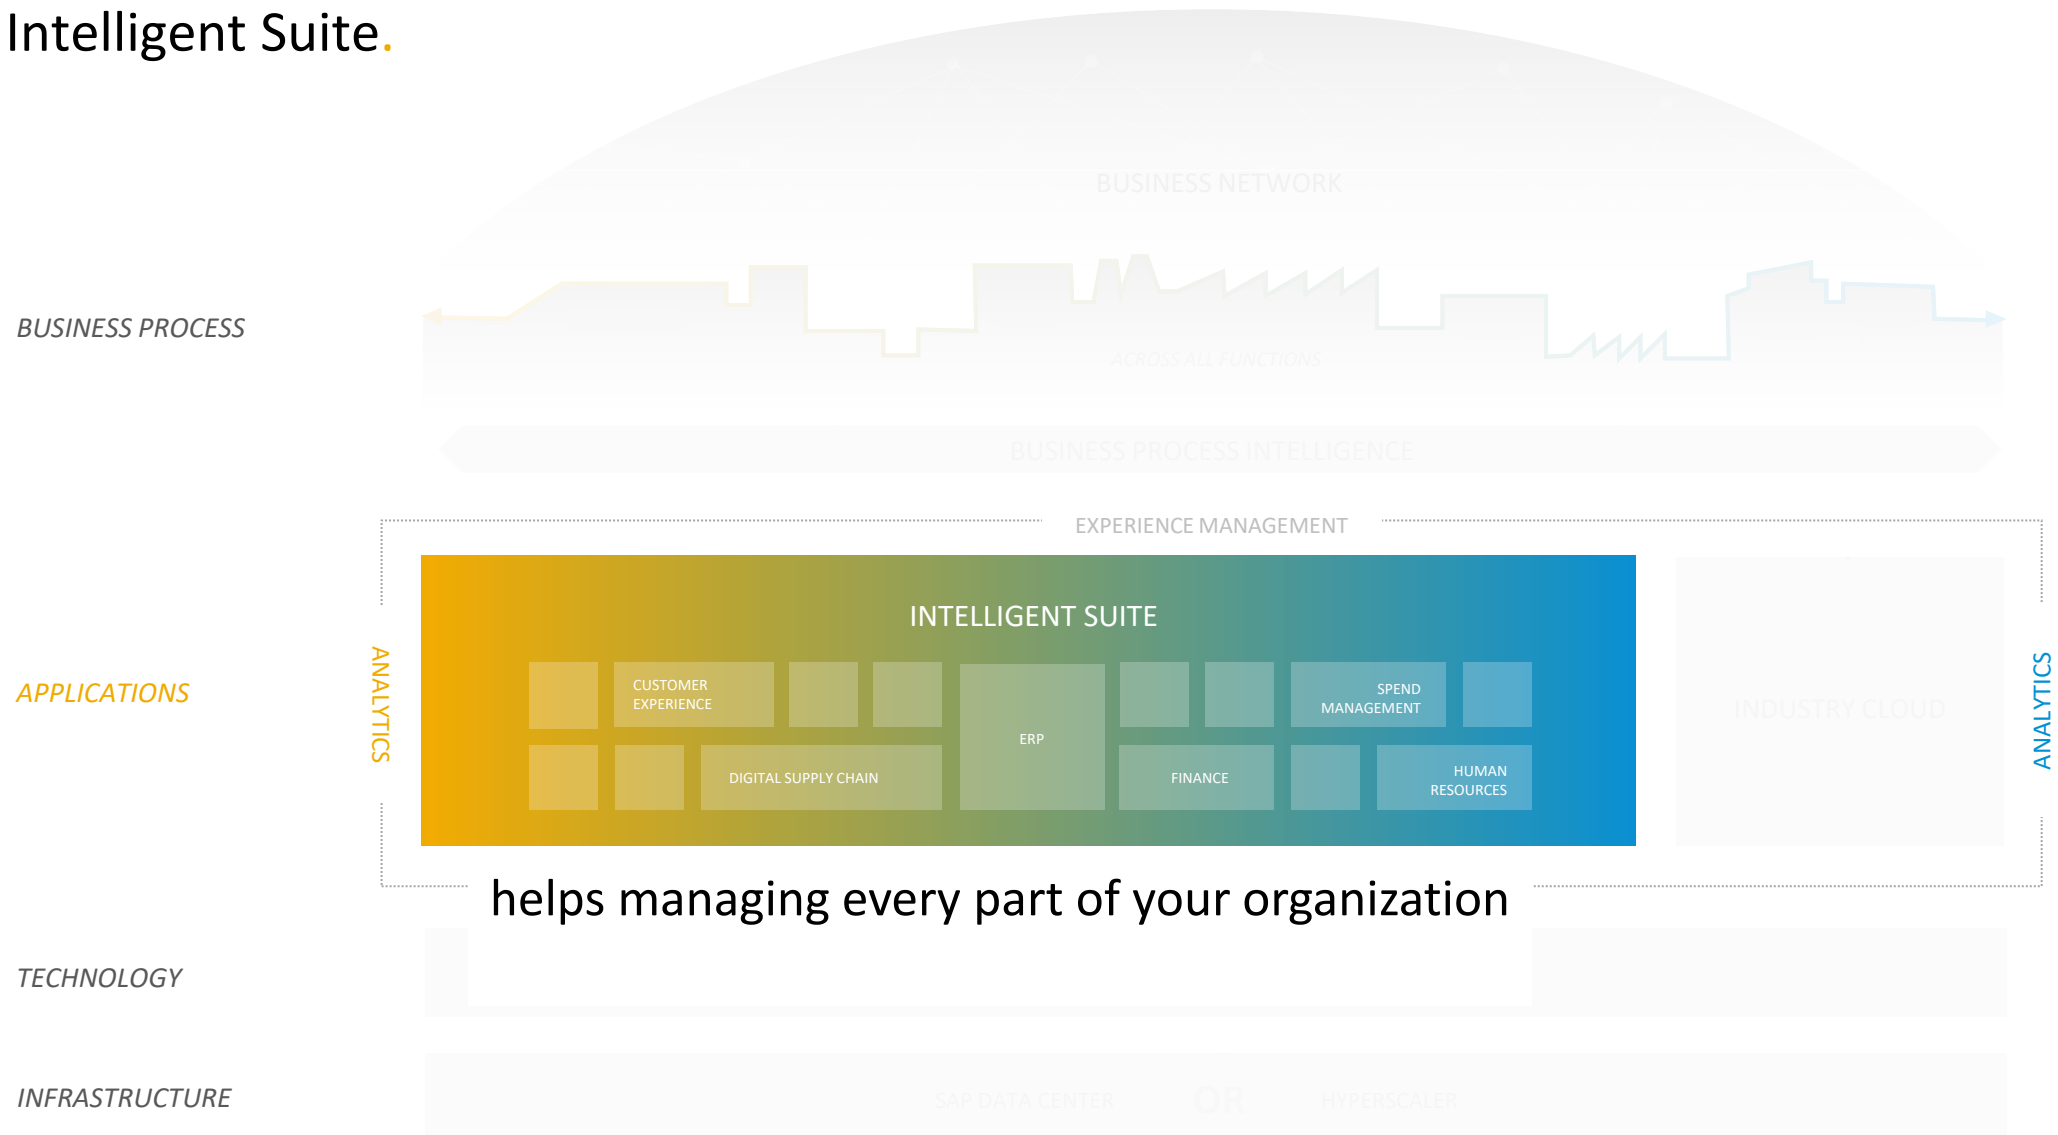 Intelligent Suite.
BUSINESS NETWORK
BUSINESS PROCESS
ACROSS ALL FUNCTIONS
BUSINESS PROCESS INTELLIGENCE
EXPERIENCE MANAGEMENT
INTELLIGENT SUITE
APPLICATIONS
ANALYTICS
CUSTOMER
EXPERIENCE
SPEND
MANAGEMENT
ERP
DIGITAL SUPPLY CHAIN
FINANCE
HUMAN
RESOURCES
INDUSTRY CLOUD
ANALYTICS
helps managing every part of your organization
TECHNOLOGY
INFRASTRUCTURE
SAP DATA CENTER
OR
HYPERSCALER